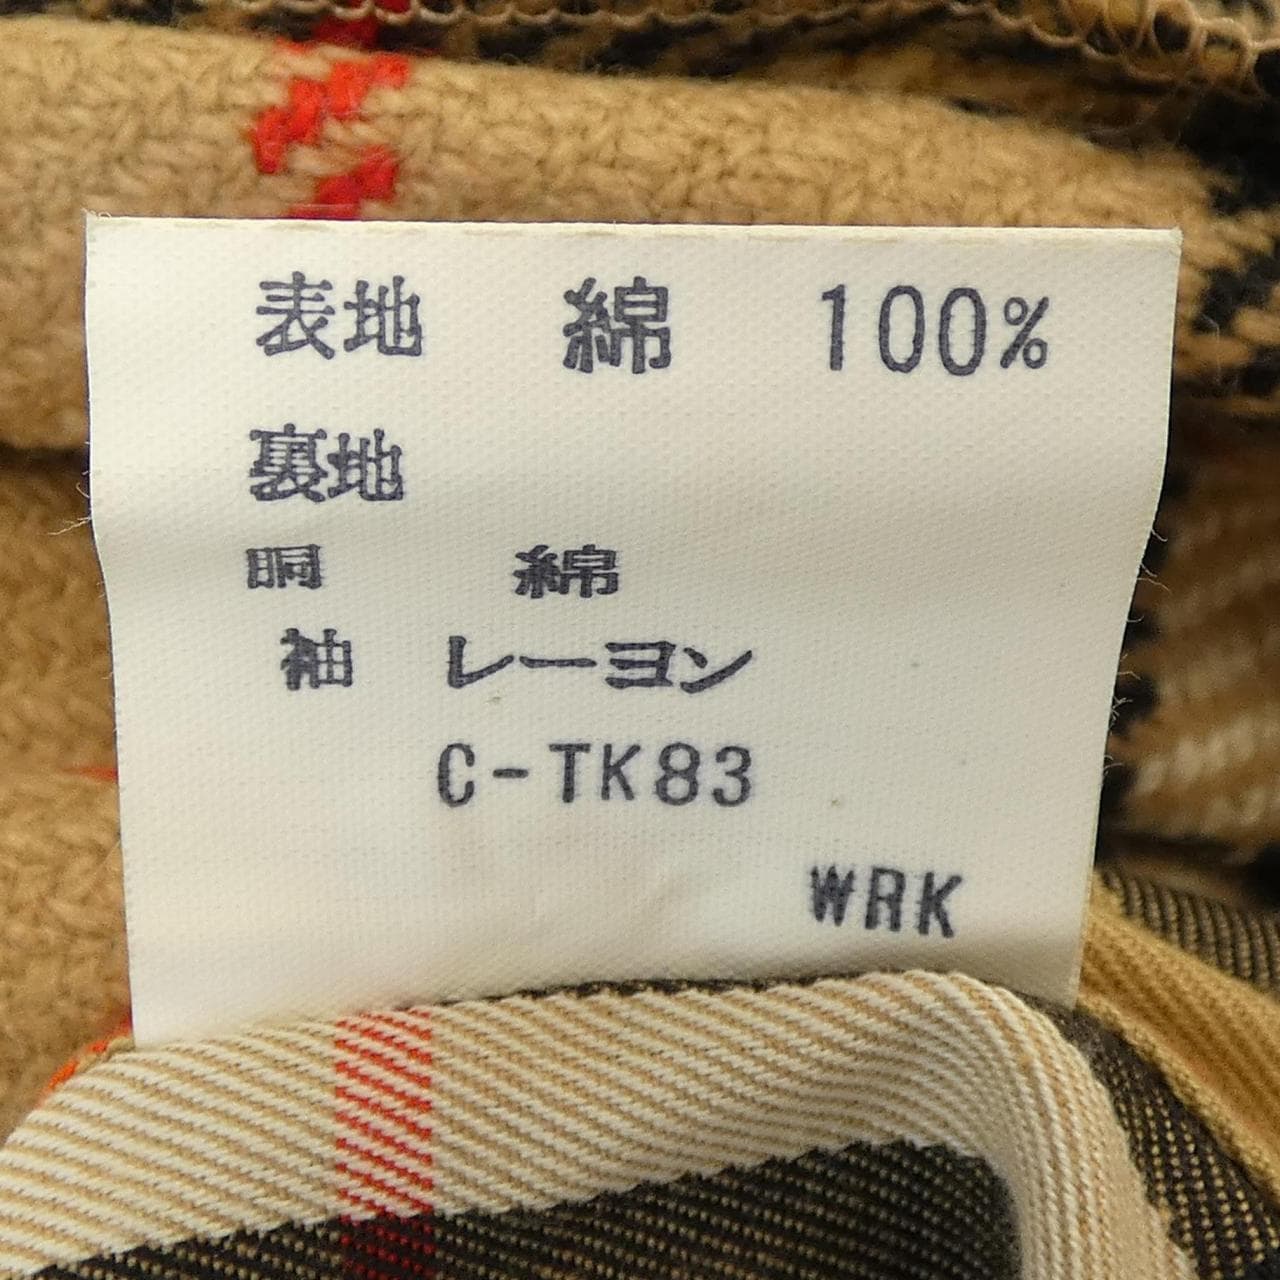 表地 綿 100%
裏地
胴 綿
袖 レーヨン
C-TK83
WRK